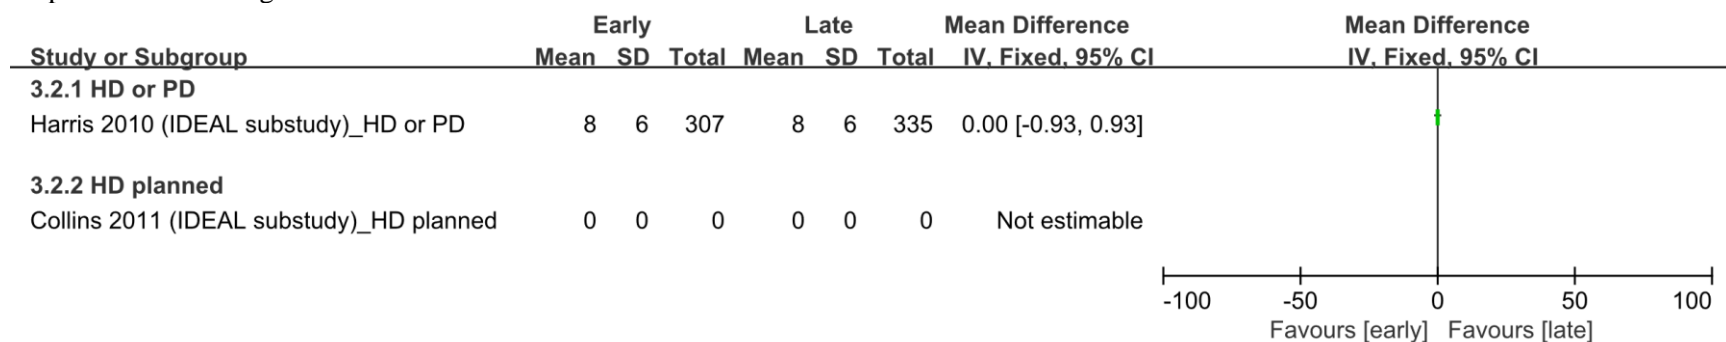 Early Late Mean Difference Mean Difference
Study or Subgroup Mean SD Total Mean SD Total IV, Fixed, 95% CI IV, Fixed, 95% CI
3.2.1 HD or PD
Harris 2010 (IDEAL substudy)_HD or PD 8 6 307 8 6 335 0.00 [-0.93, 0.93]
3.2.2 HD planned
Collins 2011 (IDEAL substudy)_HD planned 0 0 0 0 0 0 Not estimable
-100 -50 0 50 100
Favours [early] Favours [late]